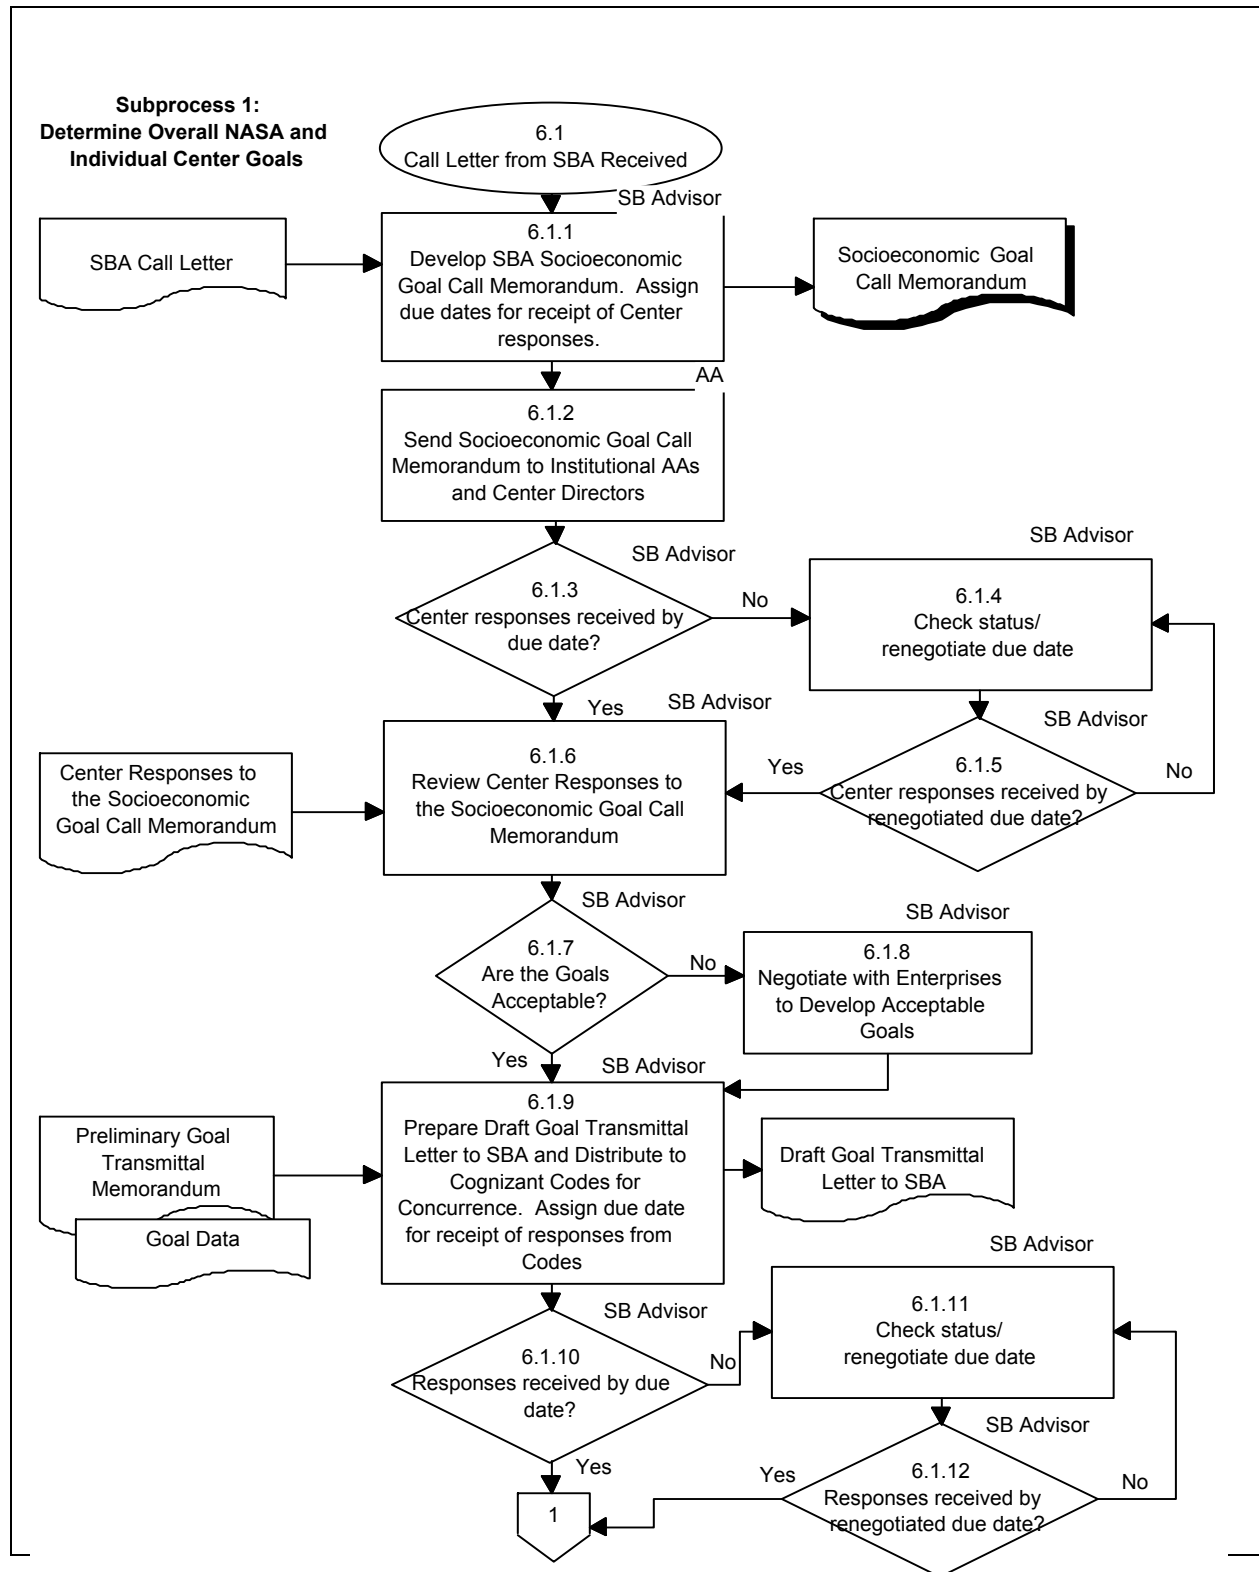 Subprocess 1:
Determine Overall NASA and
Individual Center Goals
6.1
Call Letter from SBA Received
SB Advisor
SBA Call Letter
6.1.1
Develop SBA Socioeconomic
Goal Call Memorandum. Assign
due dates for receipt of Center
responses.
Socioeconomic Goal
Call Memorandum
AA
6.1.2
Send Socioeconomic Goal Call
Memorandum to Institutional AAs
and Center Directors
SB Advisor
6.1.3
Center responses received by
due date?
No
SB Advisor
6.1.4
Check status/
renegotiate due date
Yes
SB Advisor
Center Responses to
the Socioeconomic
Goal Call Memorandum
6.1.6
Review Center Responses to
the Socioeconomic Goal Call
Memorandum
Yes
SB Advisor
6.1.5
Center responses received by
renegotiated due date?
No
SB Advisor
6.1.7
Are the Goals
Acceptable?
No
SB Advisor
6.1.8
Negotiate with Enterprises
to Develop Acceptable
Goals
Yes
SB Advisor
Preliminary Goal
Transmittal
Memorandum
Goal Data
6.1.9
Prepare Draft Goal Transmittal
Letter to SBA and Distribute to
Cognizant Codes for
Concurrence. Assign due date
for receipt of responses from
Codes
Draft Goal Transmittal
Letter to SBA
SB Advisor
6.1.10
Responses received by due
date?
No
SB Advisor
6.1.11
Check status/
renegotiate due date
Yes
1
Yes
SB Advisor
6.1.12
Responses received by
renegotiated due date?
No